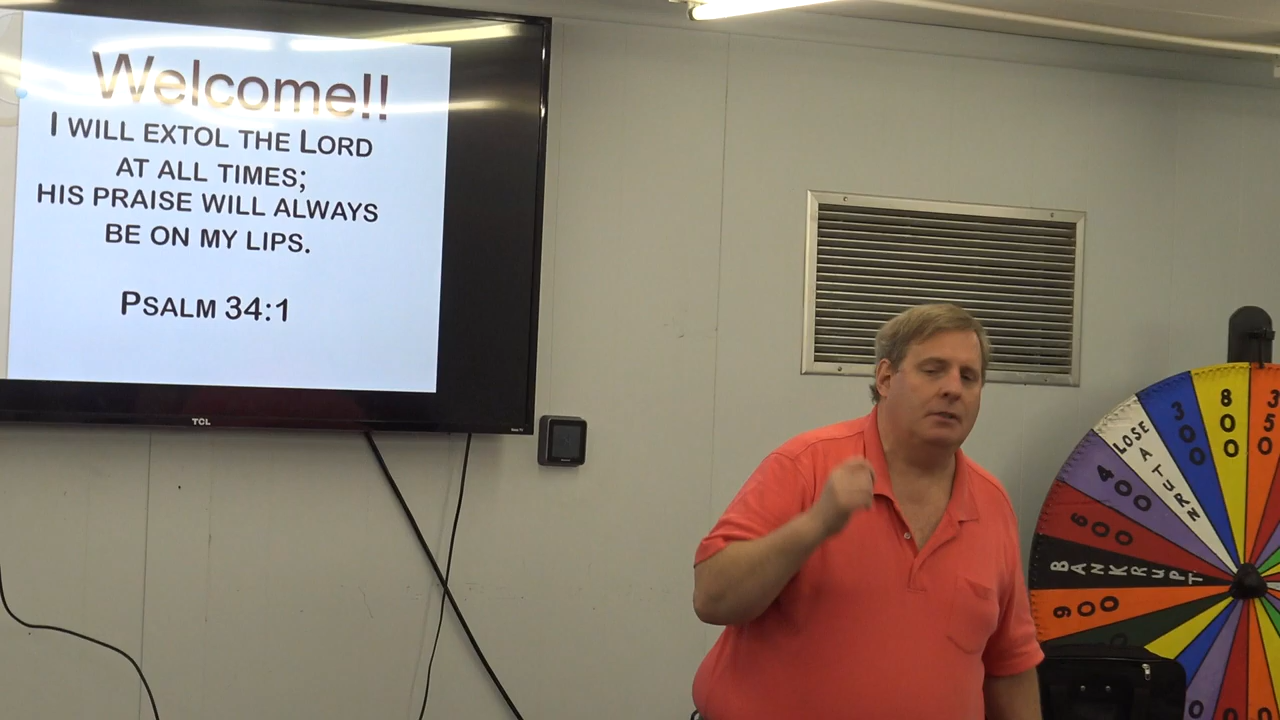 Welcome!!
I WILL EXTOL THE LORD
AT ALL TIMES;
HIS PRAISE WILL ALWAYS
BE ON MY LIPS.
PSALM 34:1
TCL
350
800
300
LOSE A TURN
400
600
BANKRUPT
900